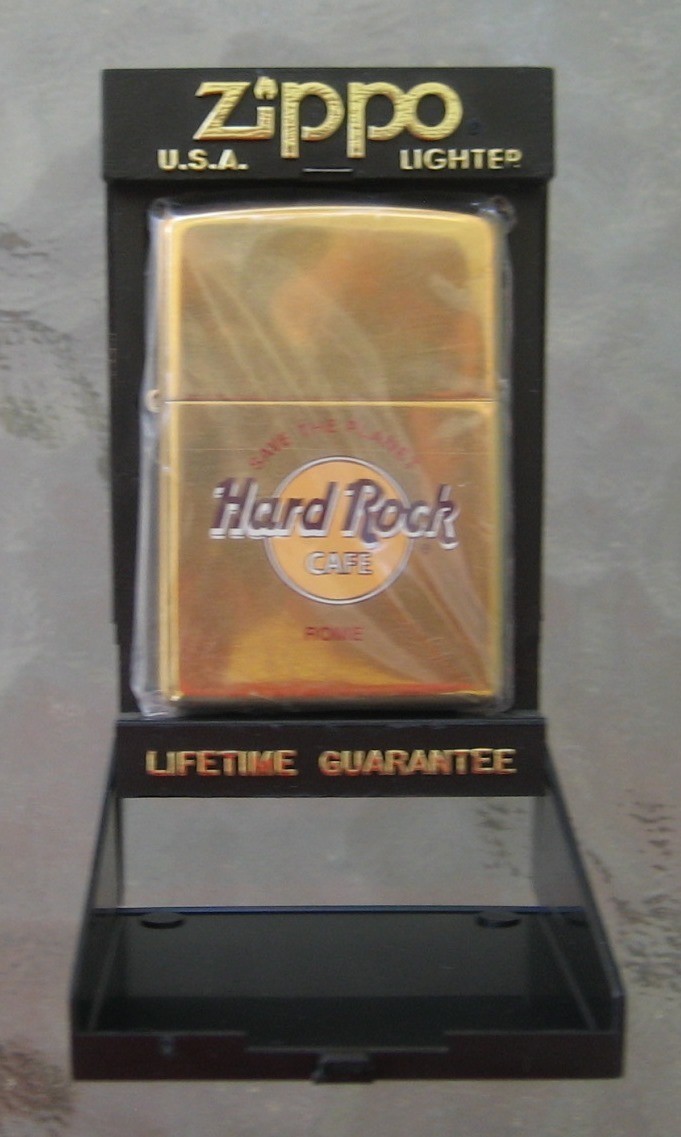 Zippo
U.S.A. LIGHTER
SAVE THE PLANET
Hard Rock
CAFE
ROME
LIFETIME GUARANTEE